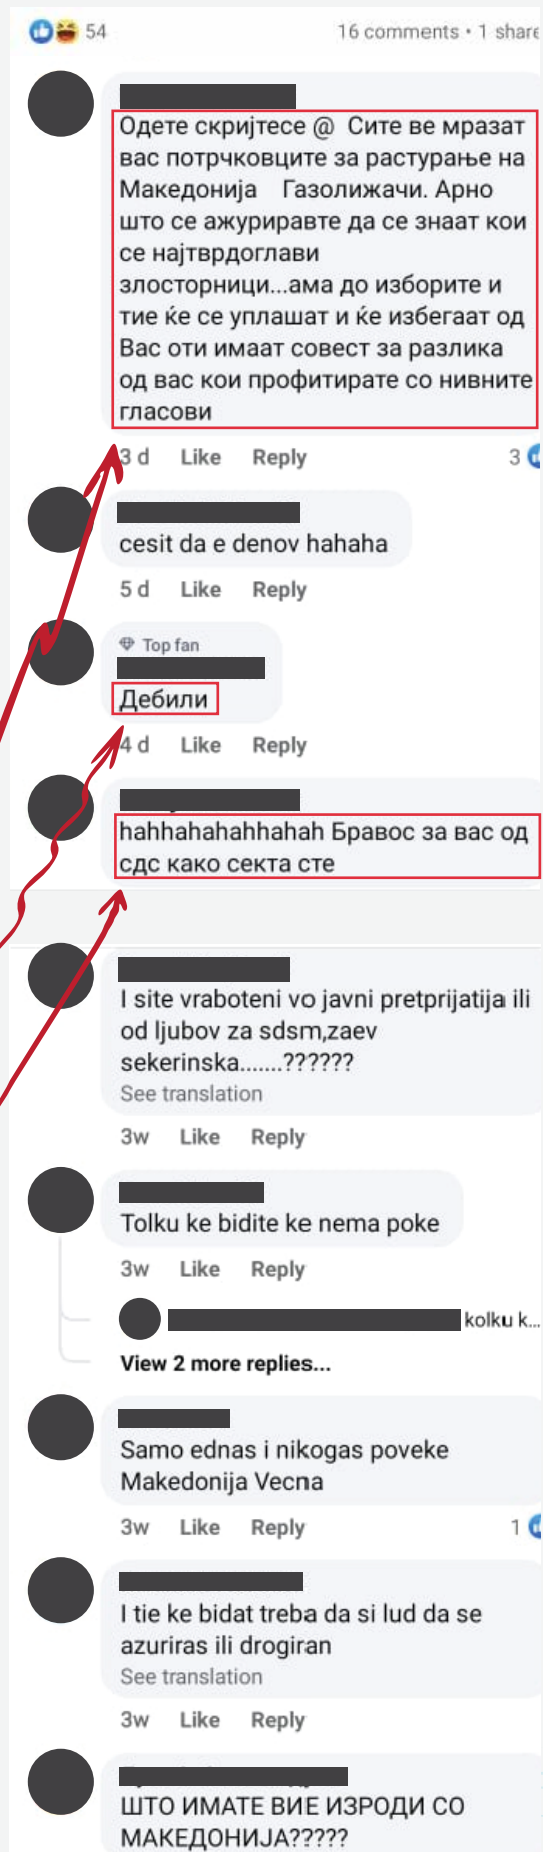 54 16 comments • 1 share
Одете скријтесе @ Сите ве мразат
вас потрчковците за растурање на
Македонија Газолижачи. Арно
што се ажуриравте да се знаат кои
се најтврдоглави
злосторници...ама до изборите и
тие ќе се уплашат и ќе избегаат од
Вас оти имаат совест за разлика
од вас кои профитирате со нивните
гласови
3 d Like Reply 3
cesit da e denov hahaha
5 d Like Reply
Top fan
Дебили
4 d Like Reply
hahhahahahhahah Бравос за вас од
сдс како секта сте
I site vraboteni vo javni pretprijatija ili
od ljubov za sdsm,zaev
sekerinska.......??????
See translation
3w Like Reply
Tolku ke bidite ke nema poke
3w Like Reply
kolku k...
View 2 more replies...
Samo ednas i nikogas poveke
Makedonija Vecna
3w Like Reply 1
I tie ke bidat treba da si lud da se
azuriras ili drogiran
See translation
3w Like Reply
ШТО ИМАТЕ ВИЕ ИЗРОДИ СО
МАКЕДОНИЈА?????